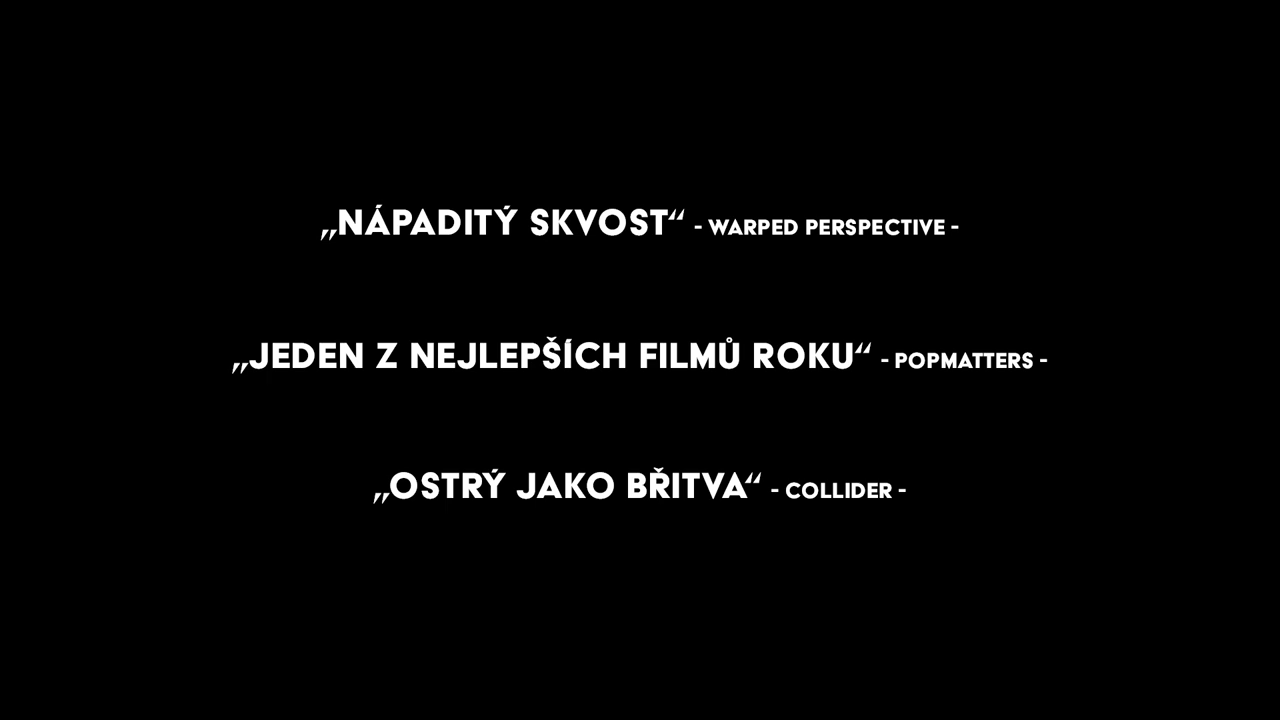 „NÁPADITÝ SKVOST“ - WARPED PERSPECTIVE -
„JEDEN Z NEJLEPŠÍCH FILMŮ ROKU“ - POPMATTERS -
„OSTRÝ JAKO BŘITVA“ - COLLIDER -